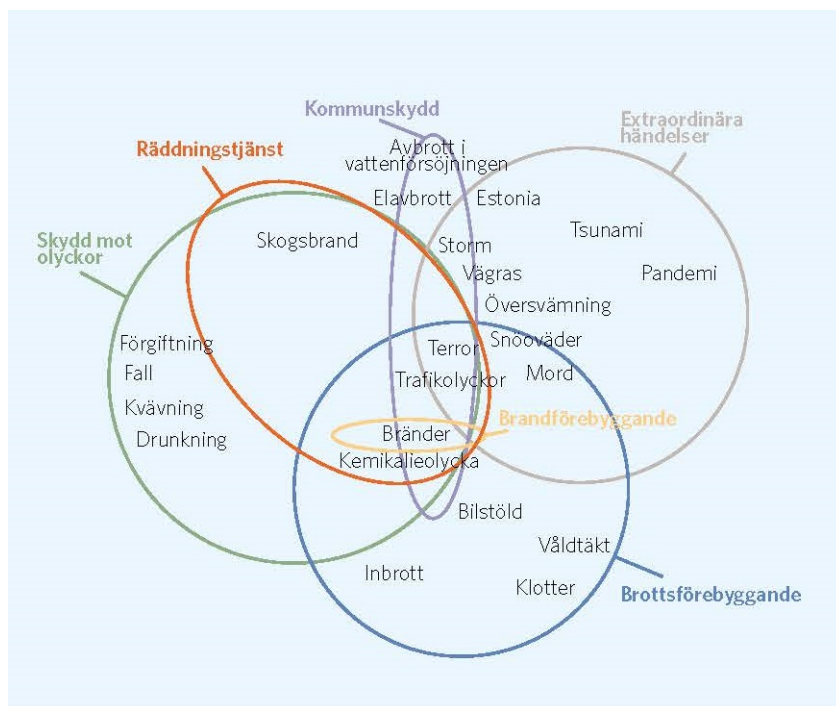 Kommunskydd
Extraordinära
händelser
Räddningstjänst
Avbrott i
vattenförsöjningen
Elavbrott
Estonia
Skydd mot
olyckor
Skogsbrand
Storm
Tsunami
Vägras
Pandemi
Översvämning
Förgiftning
Terror
Snöoväder
Fall
Trafikolyckor
Mord
Kvävning
Drunkning
Bränder
Brandförebyggande
Kemikalieolycka
Bilstöld
Våldtäkt
Inbrott
Klotter
Brottsförebyggande